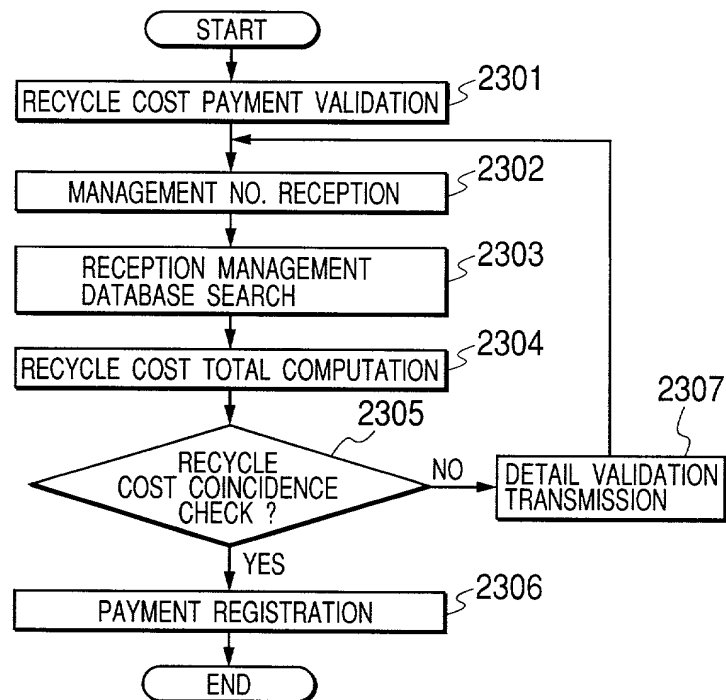 START
RECYCLE COST PAYMENT VALIDATION
2301
MANAGEMENT NO. RECEPTION
2302
RECEPTION MANAGEMENT
DATABASE SEARCH
2303
RECYCLE COST TOTAL COMPUTATION
2304
RECYCLE
COST COINCIDENCE
CHECK ?
2305
NO
DETAIL VALIDATION
TRANSMISSION
2307
YES
PAYMENT REGISTRATION
2306
END